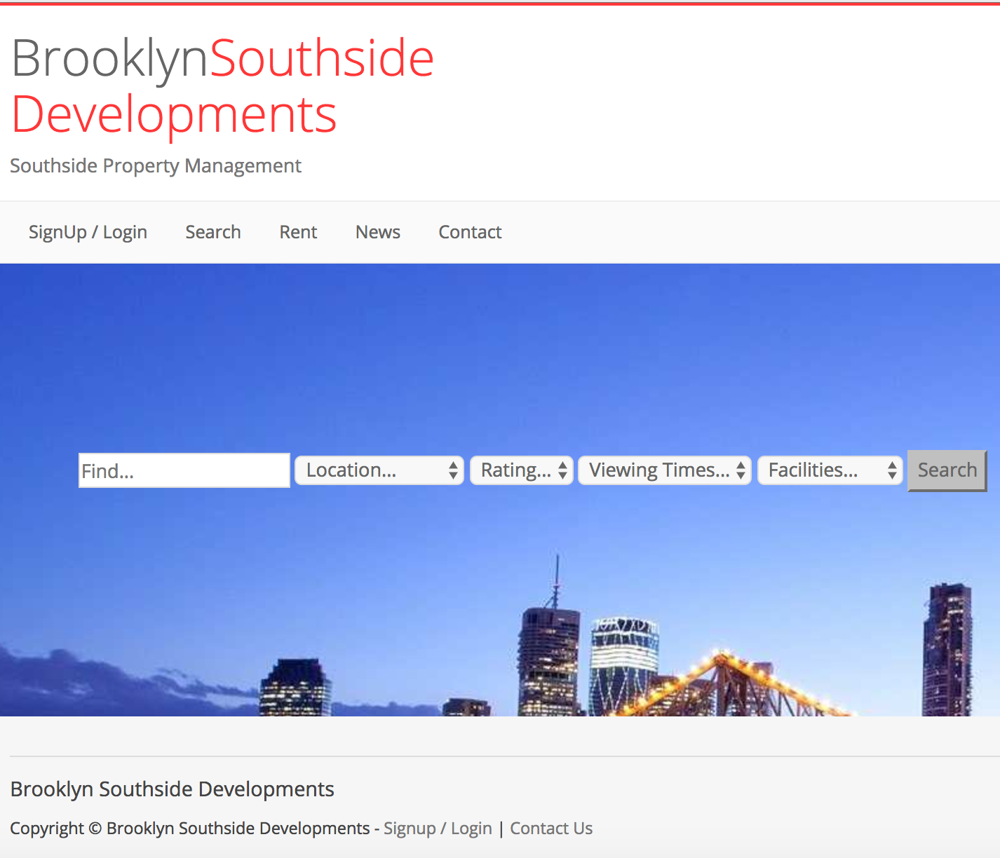 BrooklynSouthside
Developments
Southside Property Management
SignUp / Login Search Rent News Contact
Find... Location... Rating... Viewing Times... Facilities... Search
Brooklyn Southside Developments
Copyright © Brooklyn Southside Developments - Signup / Login | Contact Us